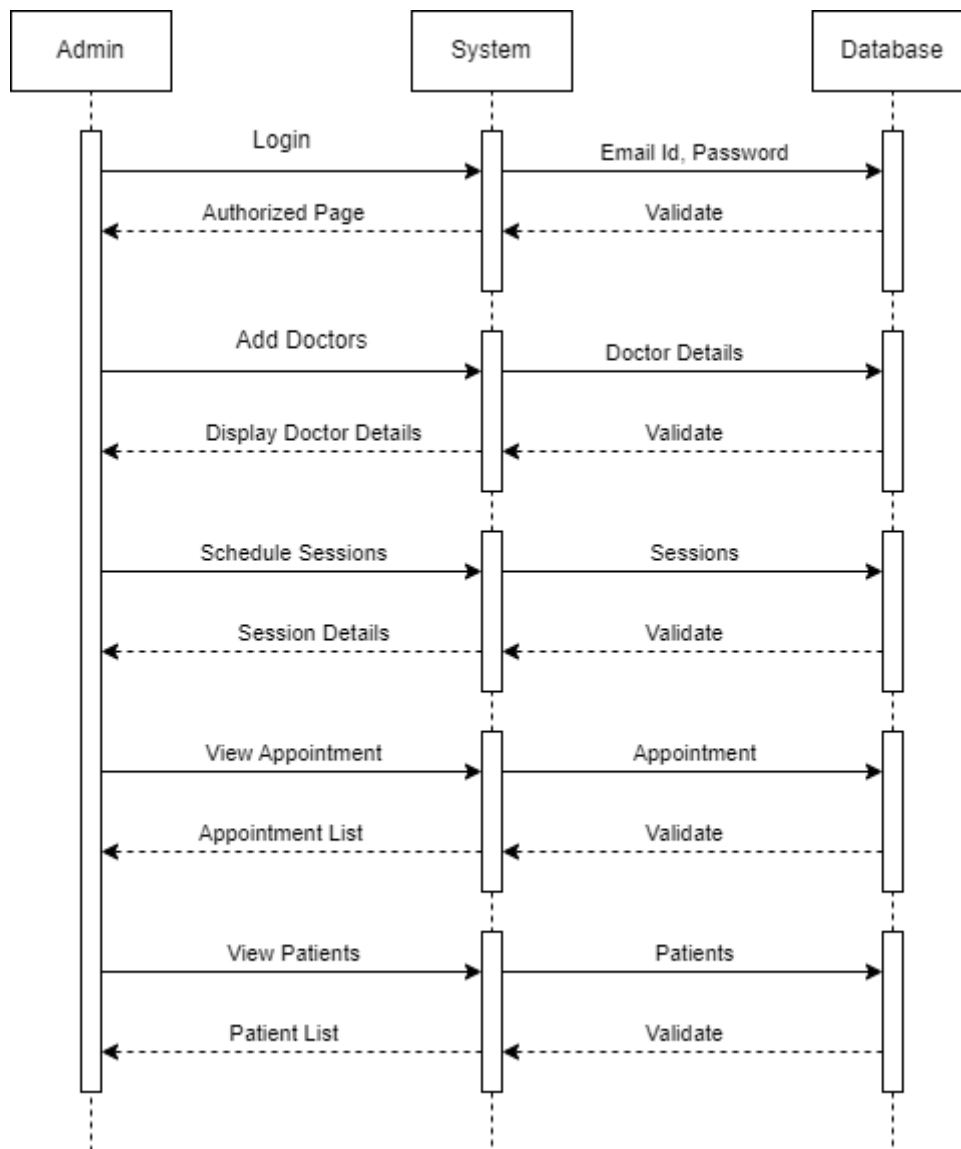 Admin
System
Database
Login
Email Id, Password
Authorized Page
Validate
Add Doctors
Doctor Details
Display Doctor Details
Validate
Schedule Sessions
Sessions
Session Details
Validate
View Appointment
Appointment
Appointment List
Validate
View Patients
Patients
Patient List
Validate